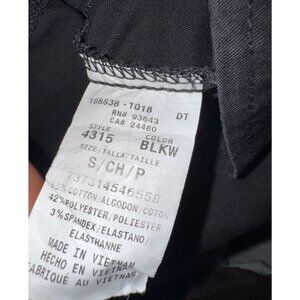 188838-1018 DT
RN# 93643
CA# 24480
STYLE COLOR
4315 BLKW
SIZE/TALLA/TAILLE
S/CH/P
737314546558
55% COTTON/ALGODON/COTON
42% POLYESTER/POLIESTER
3% SPANDEX/ELASTANO/
ELASTHANNE
MADE IN VIETNAM
HECHO EN VIETNAM
FABRIQUÉ AU VIETNAM